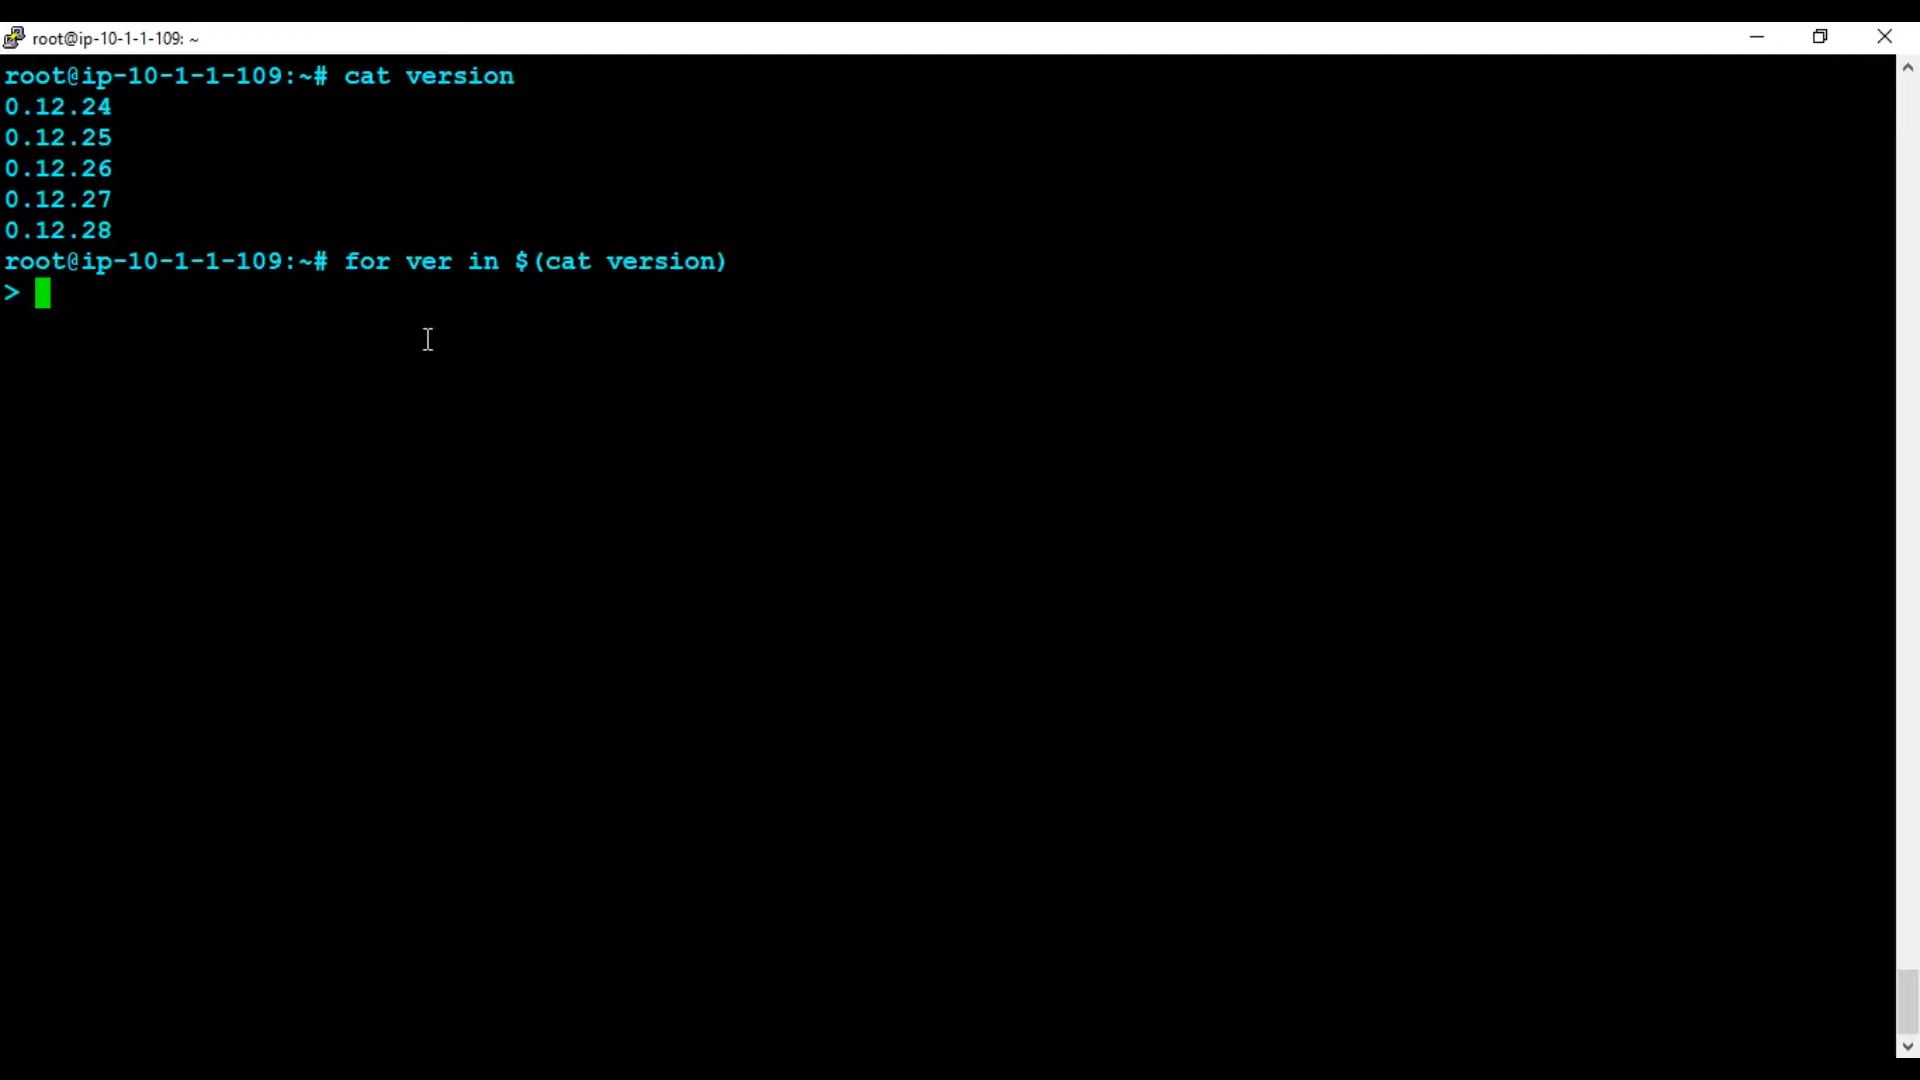 root@ip-10-1-1-109: ~
root@ip-10-1-1-109:~# cat version
0.12.24
0.12.25
0.12.26
0.12.27
0.12.28
root@ip-10-1-1-109:~# for ver in $(cat version)
>